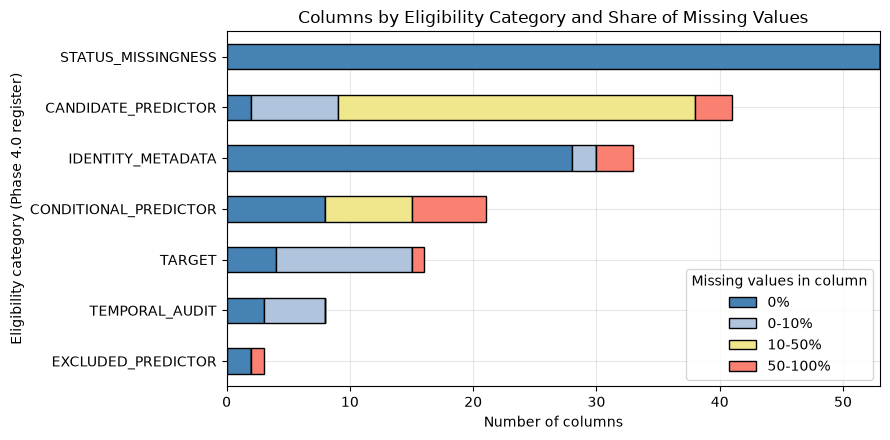 Columns by Eligibility Category and Share of Missing Values
Eligibility category (Phase 4.0 register)
STATUS_MISSINGNESS
CANDIDATE_PREDICTOR
IDENTITY_METADATA
CONDITIONAL_PREDICTOR
TARGET
TEMPORAL_AUDIT
EXCLUDED_PREDICTOR
Missing values in column
0%
0-10%
10-50%
50-100%
0 10 20 30 40 50
Number of columns